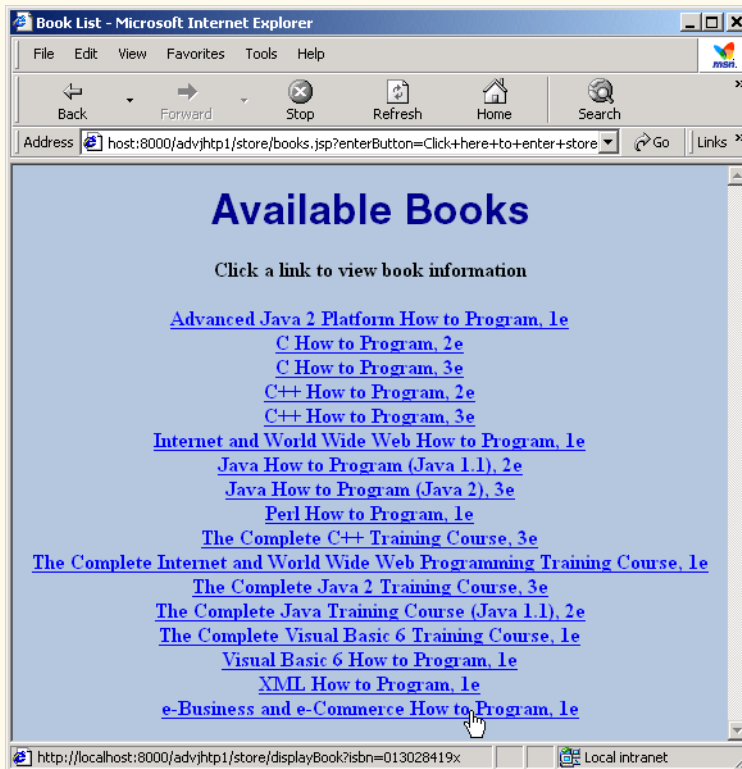 Book List - Microsoft Internet Explorer
File Edit View Favorites Tools Help
msn.
Back Forward Stop Refresh Home Search »
Address host:8000/advjhtp1/store/books.jsp?enterButton=Click+here+to+enter+store Go Links »
Available Books
Click a link to view book information
Advanced Java 2 Platform How to Program, 1e
C How to Program, 2e
C How to Program, 3e
C++ How to Program, 2e
C++ How to Program, 3e
Internet and World Wide Web How to Program, 1e
Java How to Program (Java 1.1), 2e
Java How to Program (Java 2), 3e
Perl How to Program, 1e
The Complete C++ Training Course, 3e
The Complete Internet and World Wide Web Programming Training Course, 1e
The Complete Java 2 Training Course, 3e
The Complete Java Training Course (Java 1.1), 2e
The Complete Visual Basic 6 Training Course, 1e
Visual Basic 6 How to Program, 1e
XML How to Program, 1e
e-Business and e-Commerce How to Program, 1e
http://localhost:8000/advjhtp1/store/displayBook?isbn=013028419x Local intranet